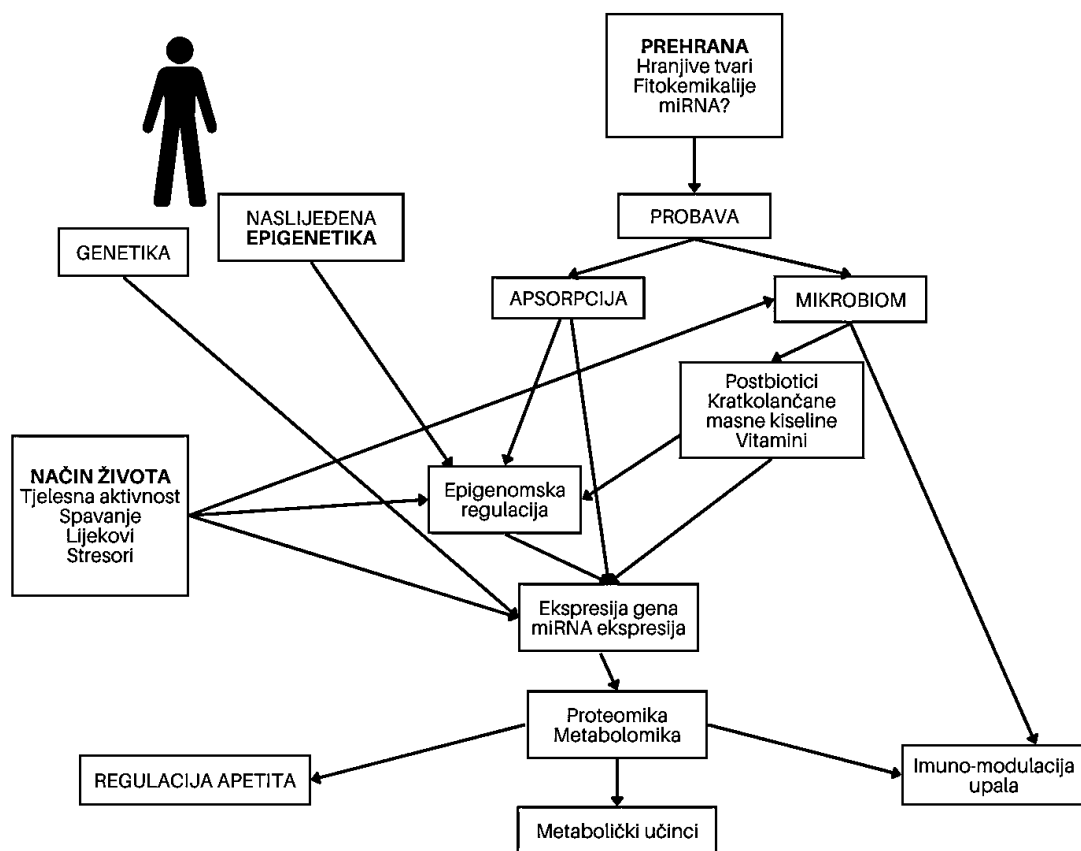 PREHRANA
Hranjive tvari
Fitokemikalije
miRNA?
PROBAVA
NASLIJEĐENA
EPIGENETIKA
GENETIKA
APSORPCIJA
MIKROBIOM
Postbiotici
Kratkolančane
masne kiseline
Vitamini
NAČIN ŽIVOTA
Tjelesna aktivnost
Spavanje
Lijekovi
Stresori
Epigenomska
regulacija
Ekspresija gena
miRNA ekspresija
Proteomika
Metabolomika
REGULACIJA APETITA
Imuno-modulacija
upala
Metabolički učinci